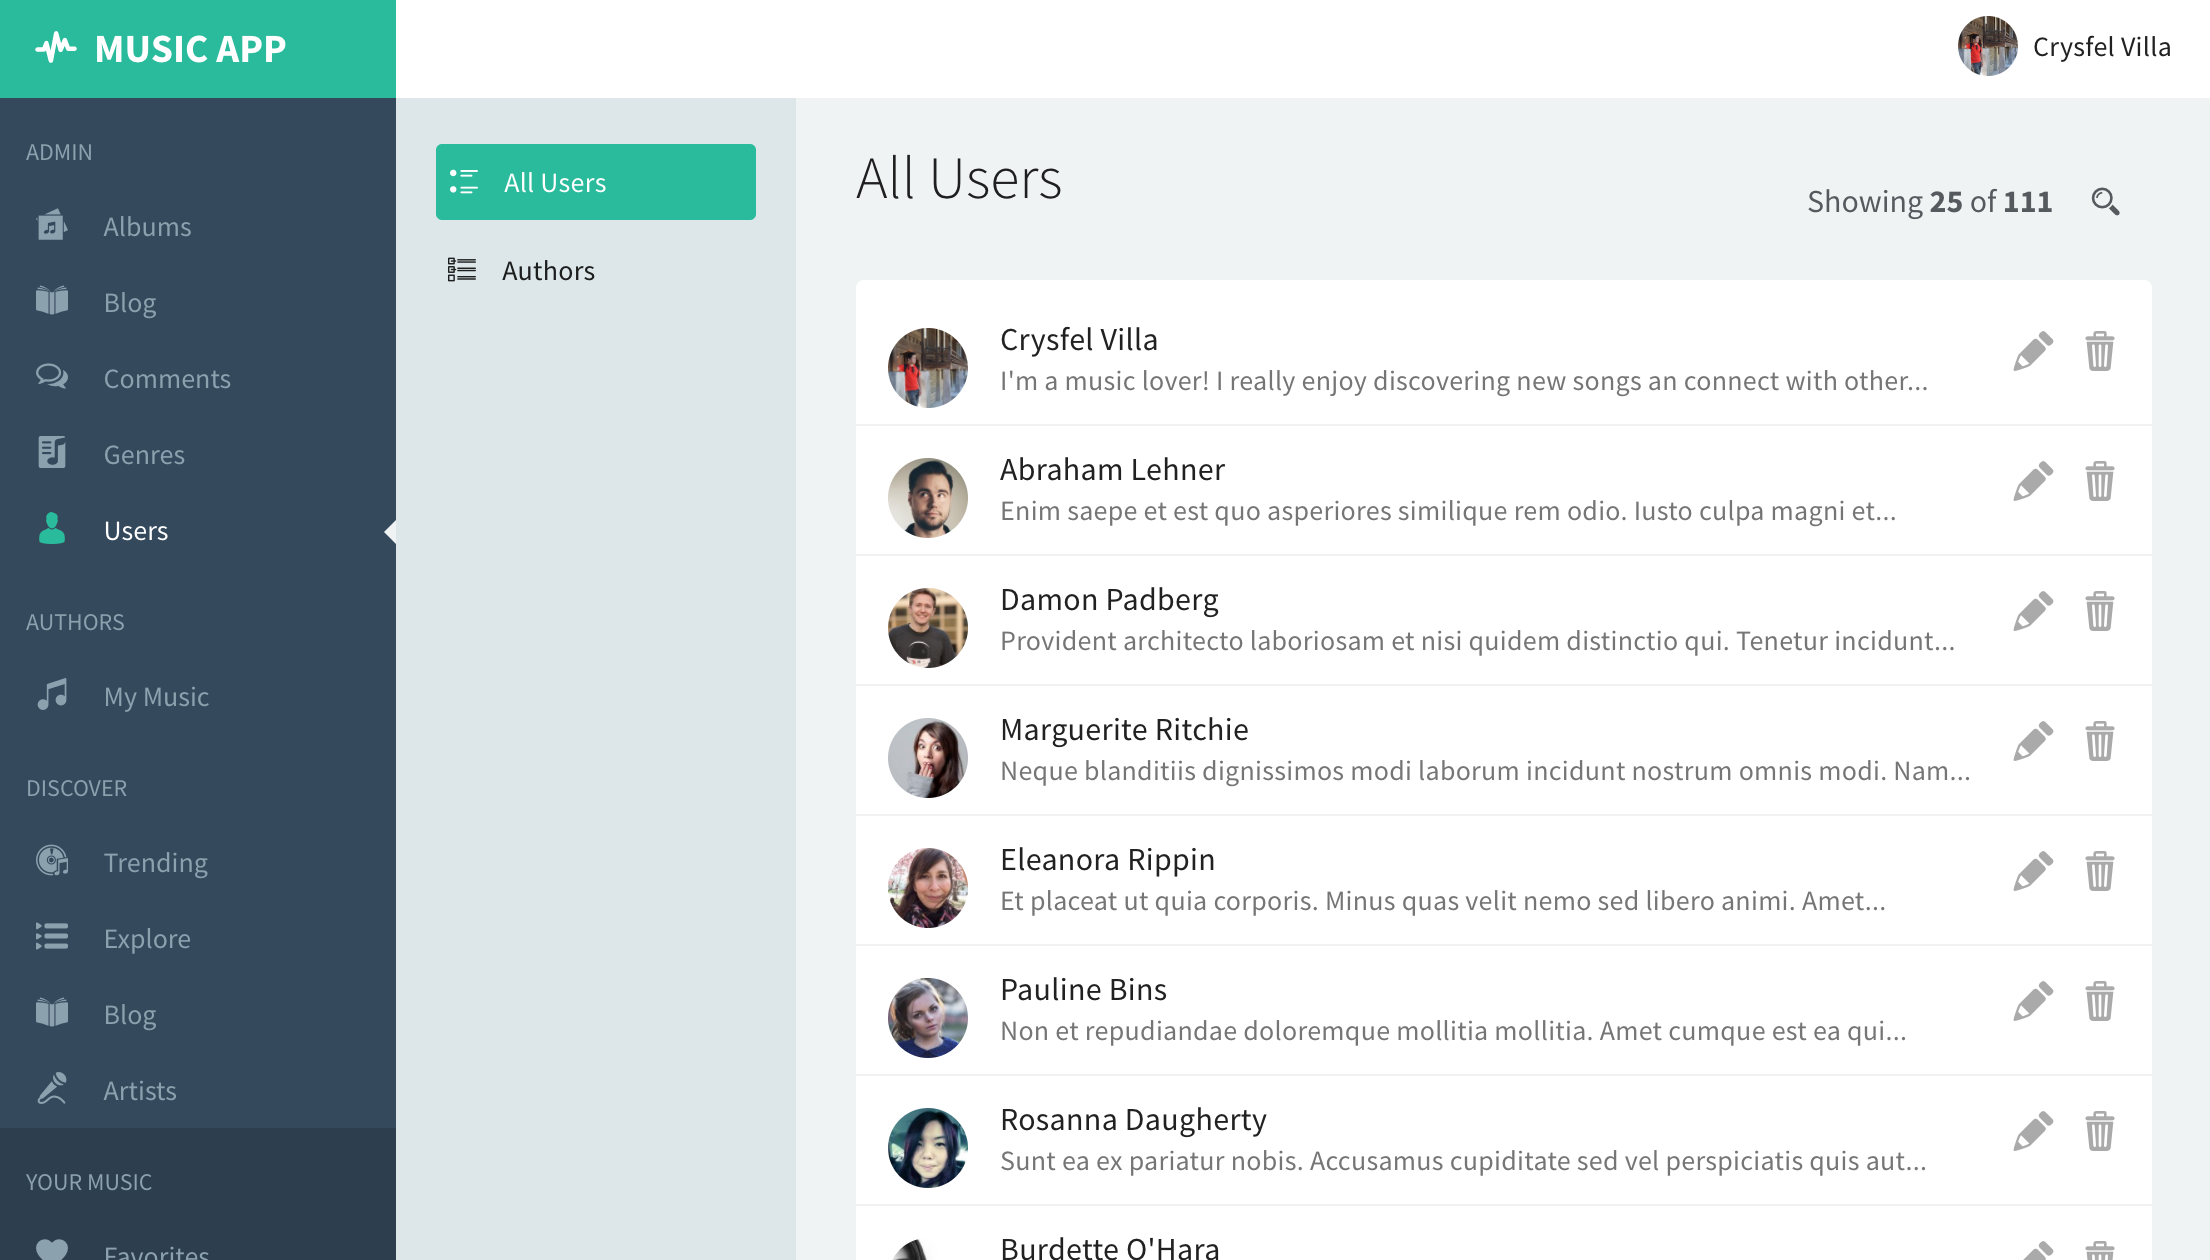 MUSIC APP
Crysfel Villa
ADMIN
Albums
Blog
Comments
Genres
Users
AUTHORS
My Music
DISCOVER
Trending
Explore
Blog
Artists
YOUR MUSIC
Favorites
All Users
Authors
All Users
Showing 25 of 111
Crysfel Villa
I'm a music lover! I really enjoy discovering new songs an connect with other...
Abraham Lehner
Enim saepe et est quo asperiores similique rem odio. Iusto culpa magni et...
Damon Padberg
Provident architecto laboriosam et nisi quidem distinctio qui. Tenetur incidunt...
Marguerite Ritchie
Neque blanditiis dignissimos modi laborum incidunt nostrum omnis modi. Nam...
Eleanora Rippin
Et placeat ut quia corporis. Minus quas velit nemo sed libero animi. Amet...
Pauline Bins
Non et repudiandae doloremque mollitia mollitia. Amet cumque est ea qui...
Rosanna Daugherty
Sunt ea ex pariatur nobis. Accusamus cupiditate sed vel perspiciatis quis aut...
Burdette O'Hara